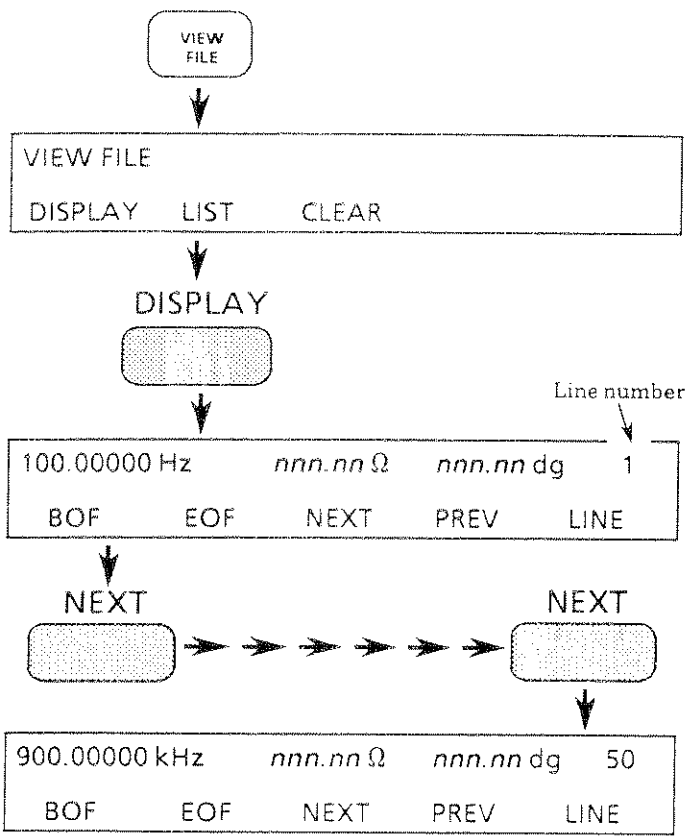 VIEW
FILE
VIEW FILE
DISPLAY LIST CLEAR
DISPLAY
Line number
100.00000 Hz nnn.nn Ω nnn.nn dg 1
BOF EOF NEXT PREV LINE
NEXT NEXT
900.00000 kHz nnn.nn Ω nnn.nn dg 50
BOF EOF NEXT PREV LINE